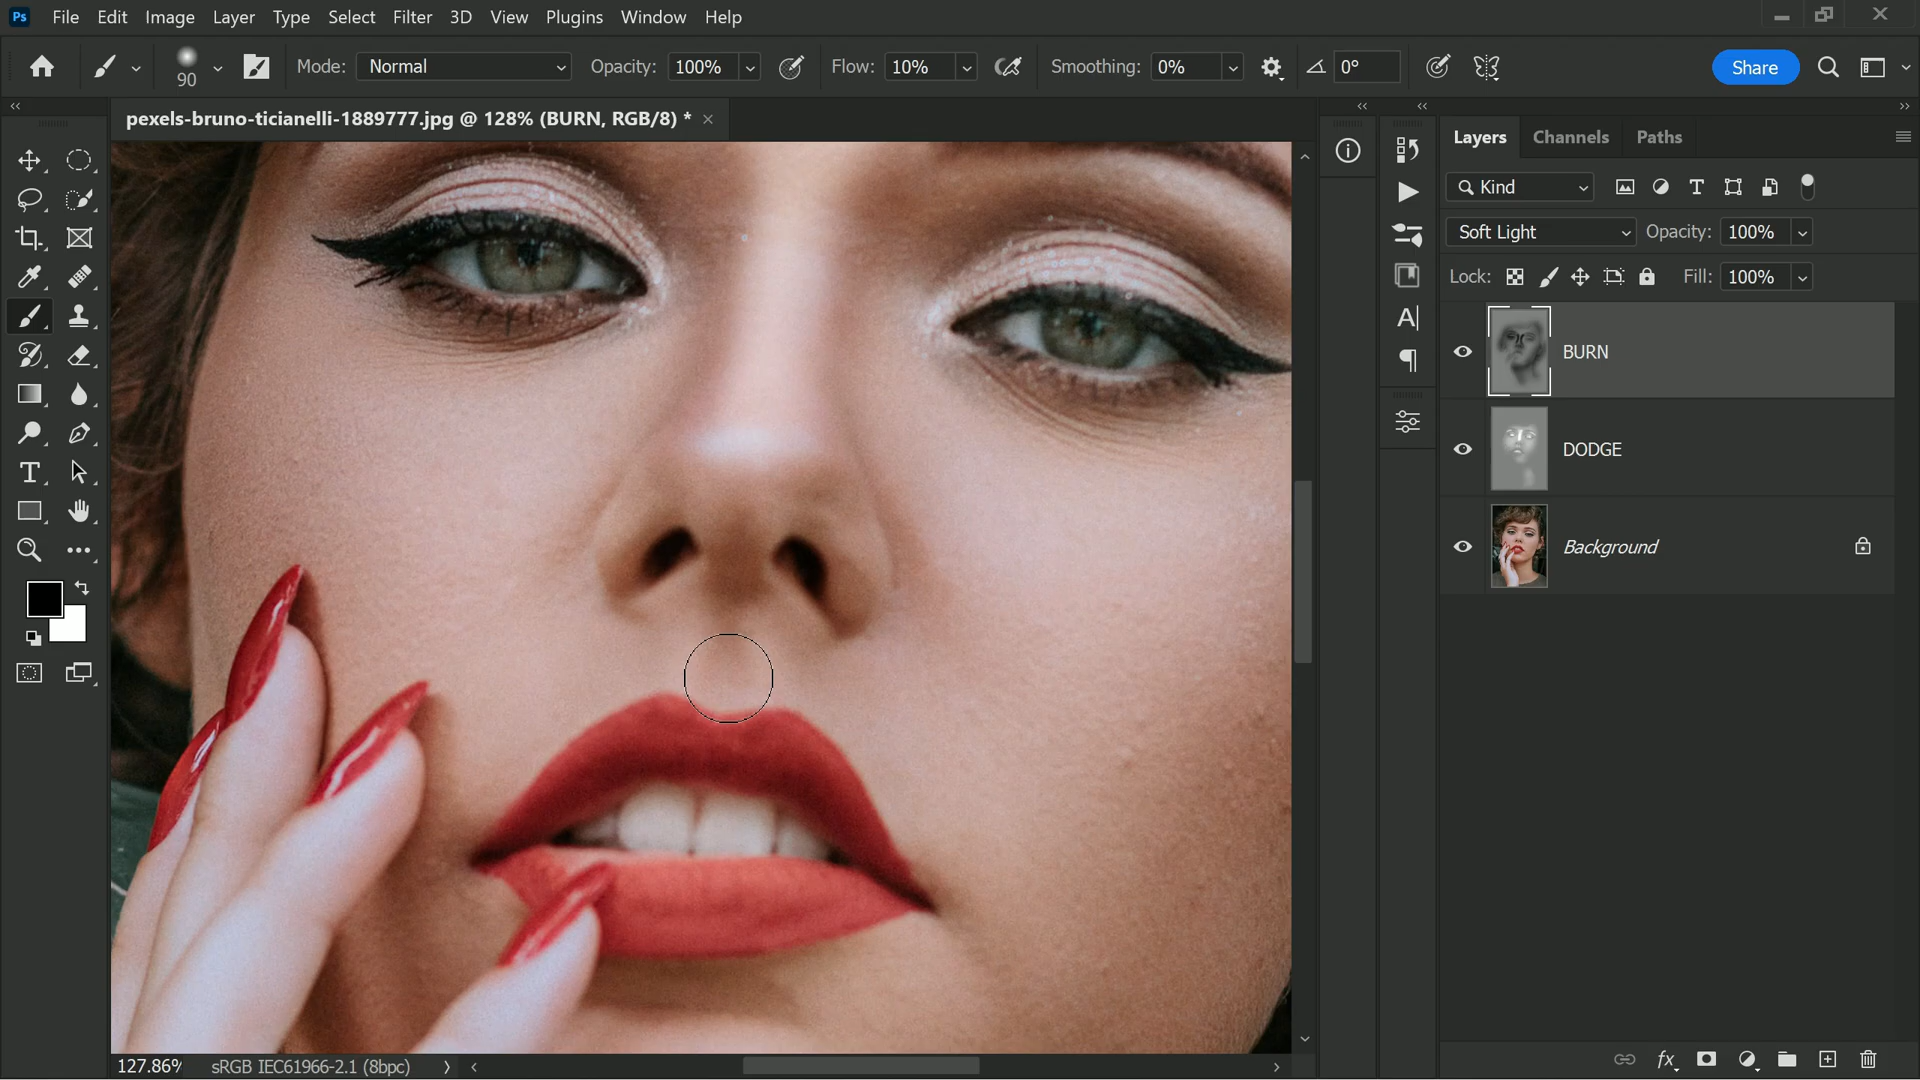 Ps File Edit Image Layer Type Select Filter 3D View Plugins Window Help
90 Mode: Normal Opacity: 100% Flow: 10% Smoothing: 0% 0° Share
pexels-bruno-ticianelli-1889777.jpg @ 128% (BURN, RGB/8) *
Layers Channels Paths
Kind
Soft Light Opacity: 100%
Lock: Fill: 100%
BURN
DODGE
Background
127.86% sRGB IEC61966-2.1 (8bpc)